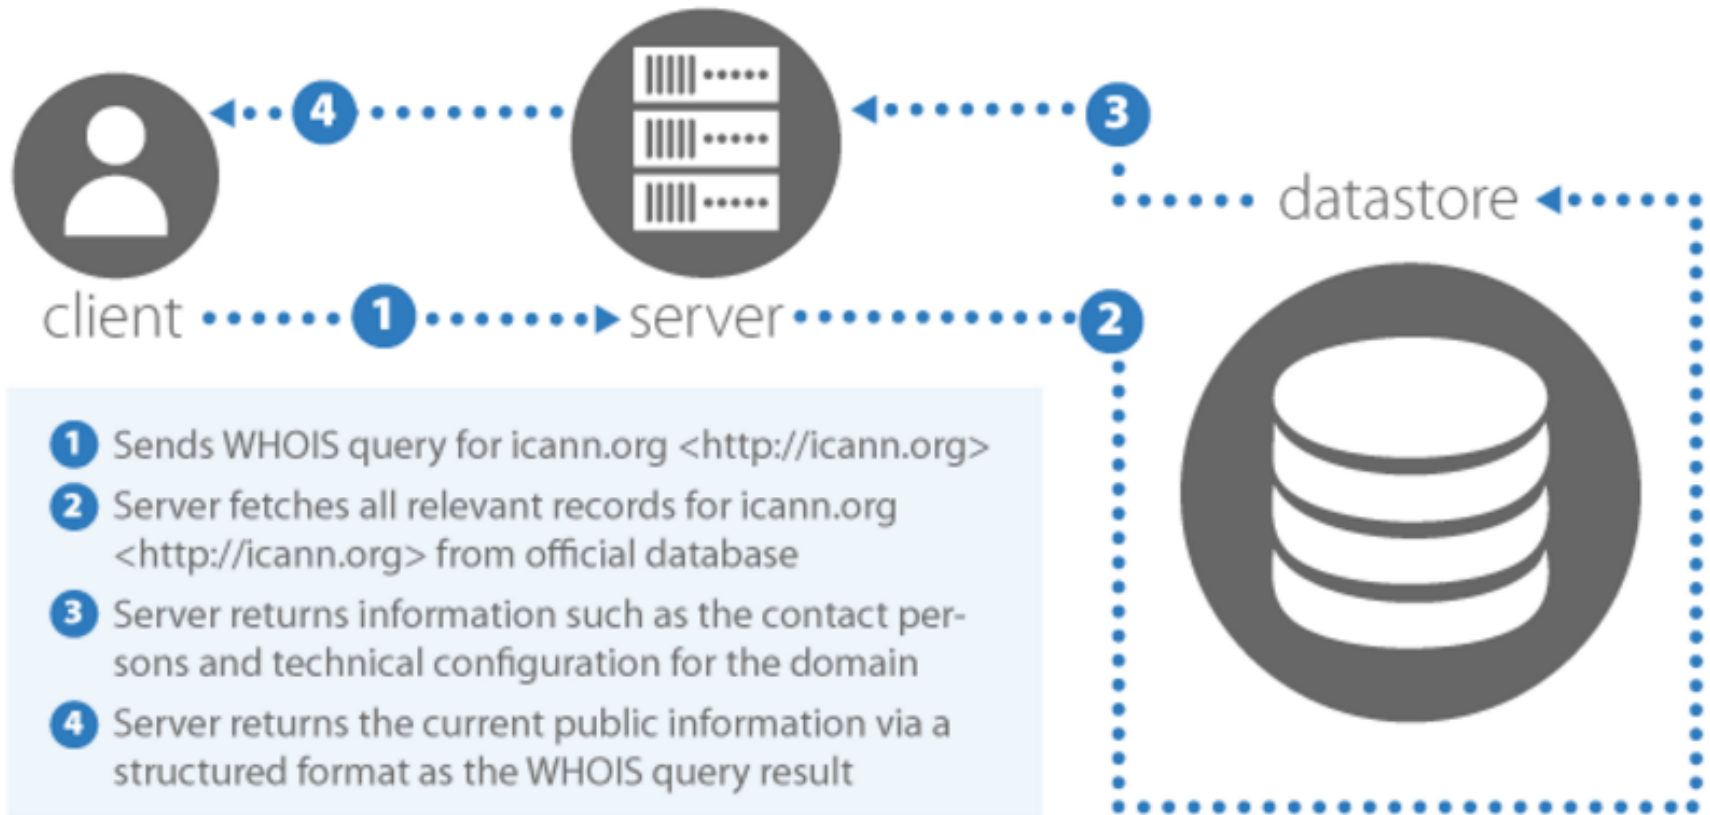 4
3
datastore
client
1
server
2
1 Sends WHOIS query for icann.org <http://icann.org>
2 Server fetches all relevant records for icann.org
<http://icann.org> from official database
3 Server returns information such as the contact per-
sons and technical configuration for the domain
4 Server returns the current public information via a
structured format as the WHOIS query result